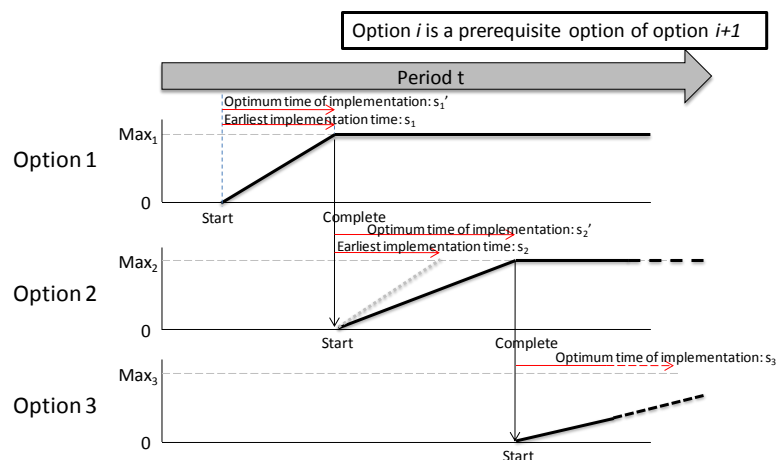 Option i is a prerequisite option of option i+1
Period t
Optimum time of implementation: s₁'
Earliest implementation time: s₁
Max₁
Option 1
0
Start
Complete
Optimum time of implementation: s₂'
Earliest implementation time: s₂
Max₂
Option 2
0
Start
Complete
Optimum time of implementation: s₃
Max₃
Option 3
0
Start